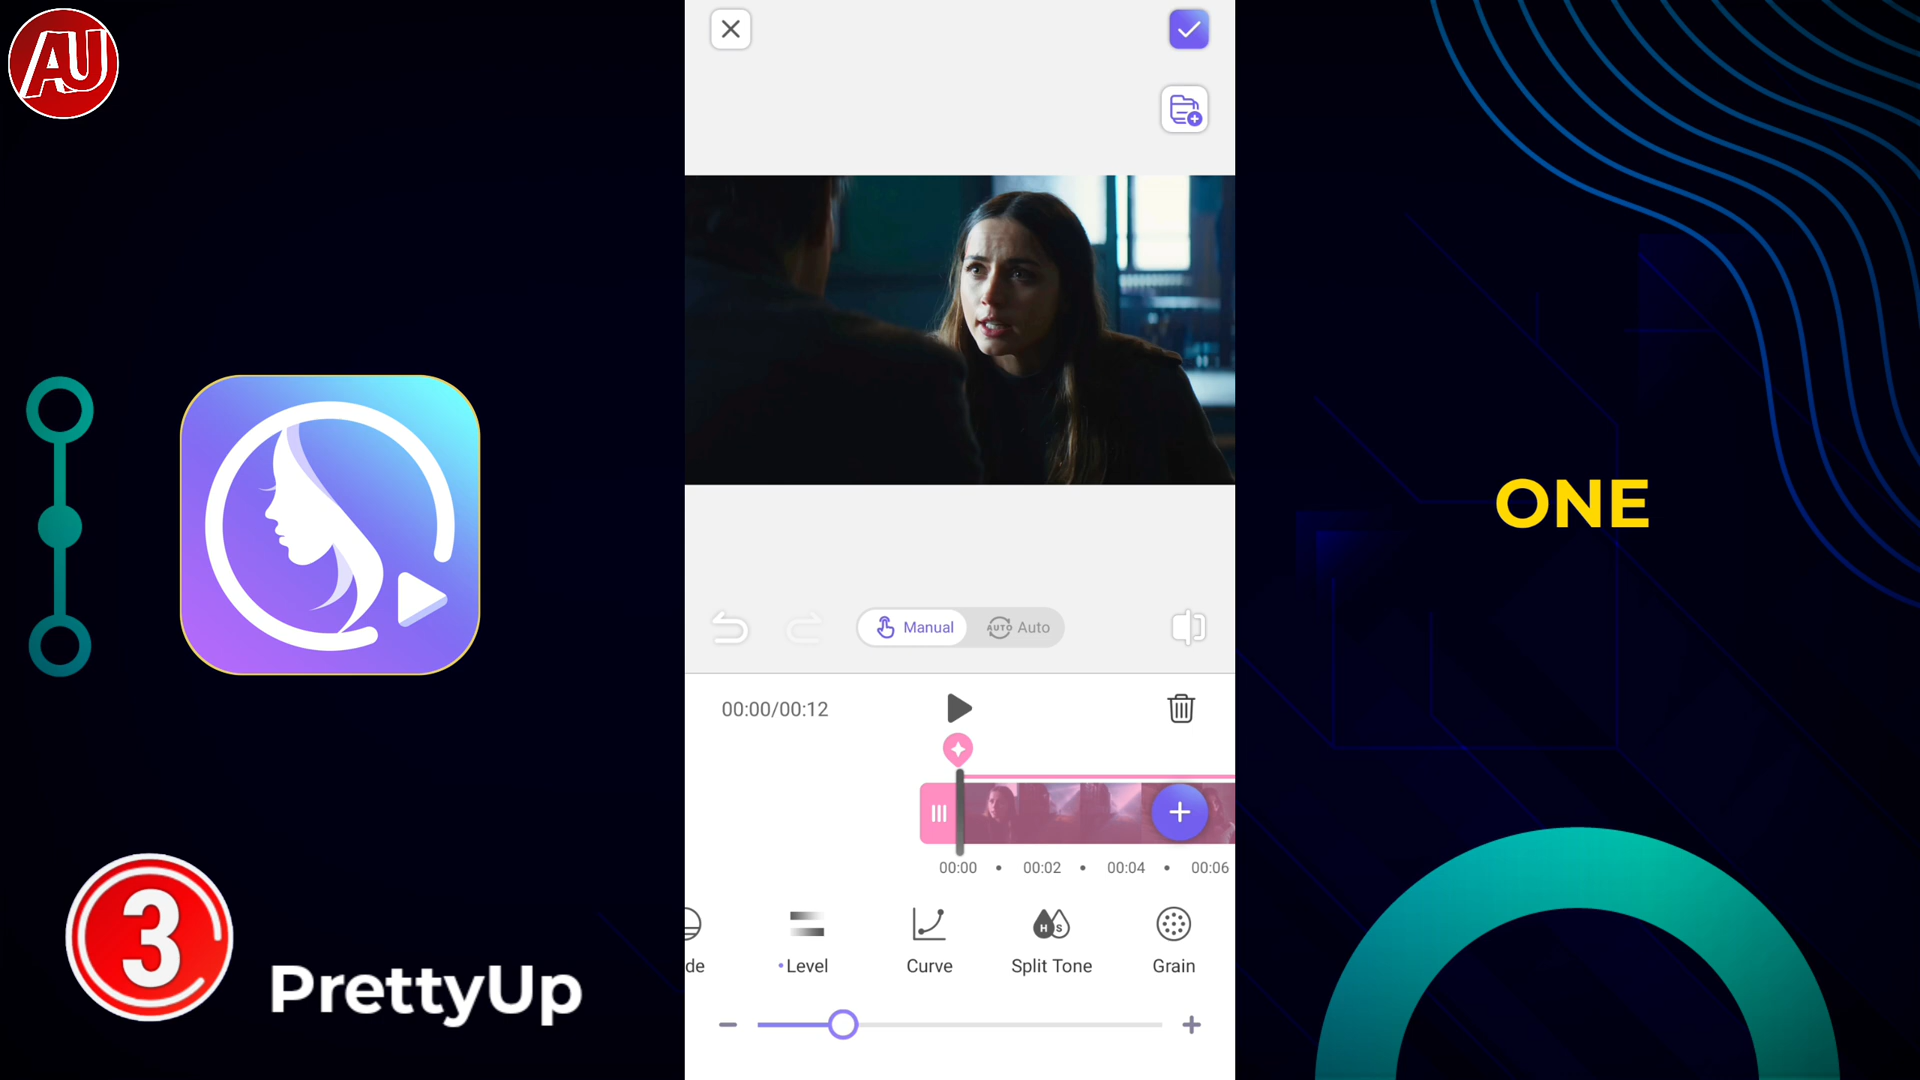 AU
Manual
AUTO Auto
ONE
00:00/00:12
00:00 • 00:02 • 00:04 • 00:06
de
•Level
Curve
H S
Split Tone
Grain
3
PrettyUp